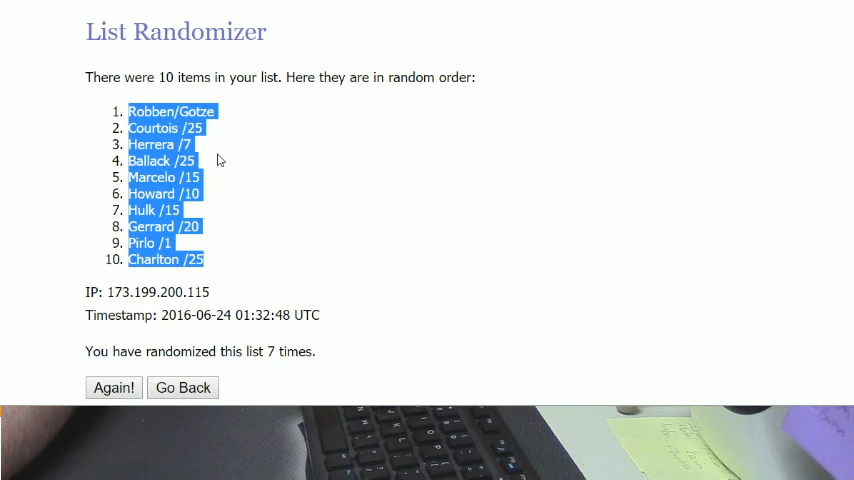 List Randomizer
There were 10 items in your list. Here they are in random order:
1. Robben/Gotze
2. Courtois /25
3. Herrera /7
4. Ballack /25
5. Marcelo /15
6. Howard /10
7. Hulk /15
8. Gerrard /20
9. Pirlo /1
10. Charlton /25
IP: 173.199.200.115
Timestamp: 2016-06-24 01:32:48 UTC
You have randomized this list 7 times.
Again! Go Back